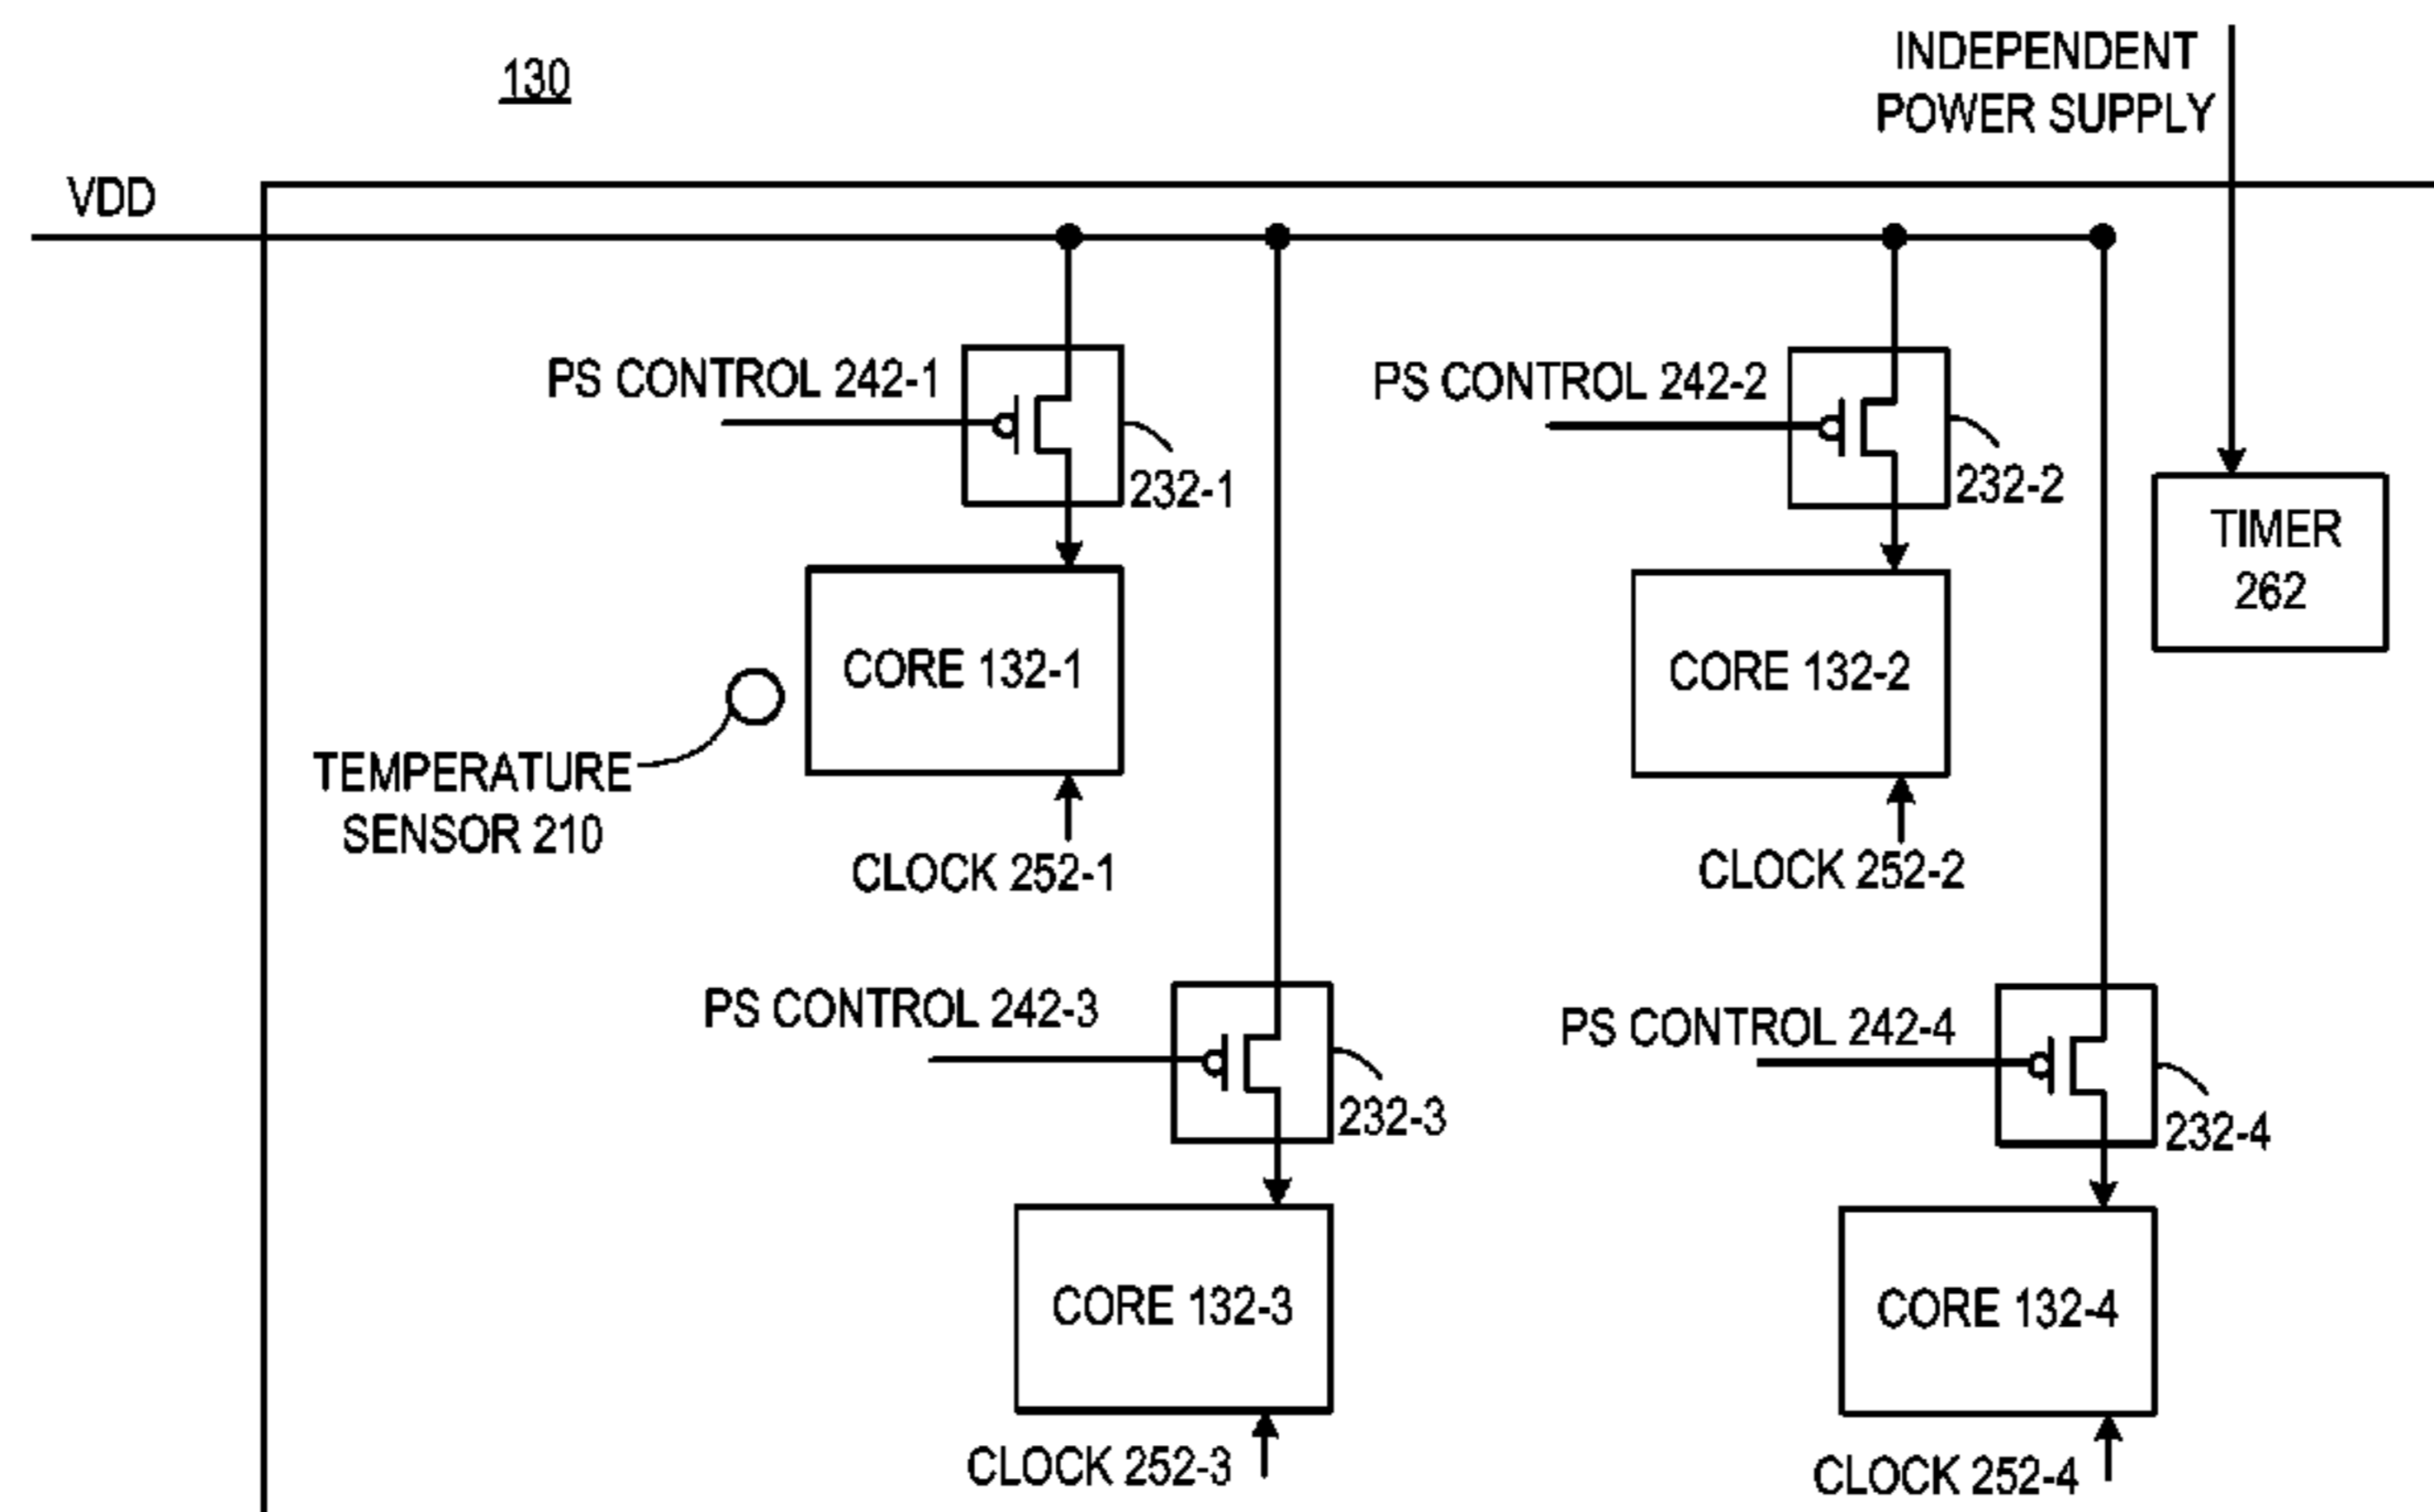 130
INDEPENDENT
POWER SUPPLY
VDD
PS CONTROL 242-1
232-1
PS CONTROL 242-2
232-2
TIMER
262
CORE 132-1
CORE 132-2
TEMPERATURE
SENSOR 210
CLOCK 252-1
CLOCK 252-2
PS CONTROL 242-3
232-3
PS CONTROL 242-4
232-4
CORE 132-3
CORE 132-4
CLOCK 252-3
CLOCK 252-4